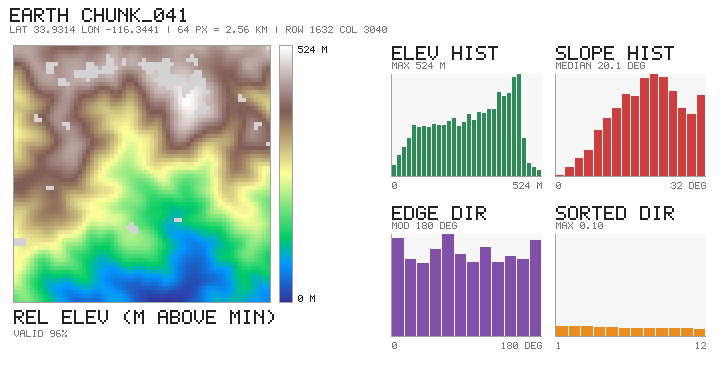 EARTH CHUNK_041
LAT 33.9314 LON -116.3441 | 64 PX = 2.56 KM | ROW 1632 COL 3040
524 M
0 M
REL ELEV (M ABOVE MIN)
VALID 96%
ELEV HIST
MAX 524 M
0 524 M
SLOPE HIST
MEDIAN 20.1 DEG
0 32 DEG
EDGE DIR
MOD 180 DEG
0 180 DEG
SORTED DIR
MAX 0.10
1 12